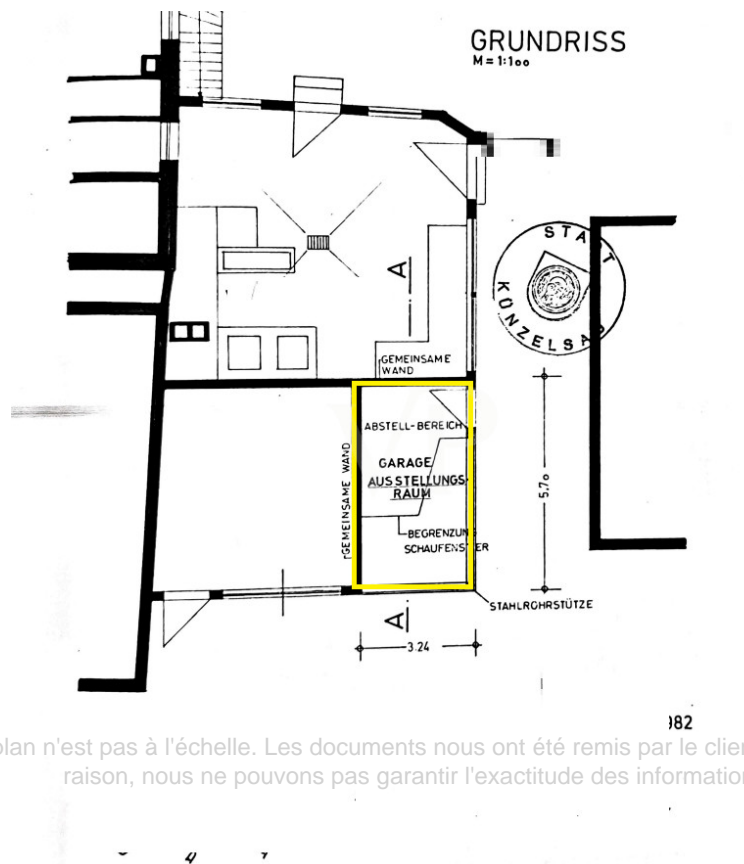 GRUNDRISS
M = 1:100
STADT
KÜNZELSAU
A
GEMEINSAME
WAND
ABSTELL-BEREICH
GEMEINSAME WAND
GARAGE
AUSSTELLUNGS-
RAUM
BEGRENZUNG
SCHAUFENSTER
5.70
STAHLROHRSTÜTZE
A
3.24
982
plan n'est pas à l'échelle. Les documents nous ont été remis par le clien
raison, nous ne pouvons pas garantir l'exactitude des information